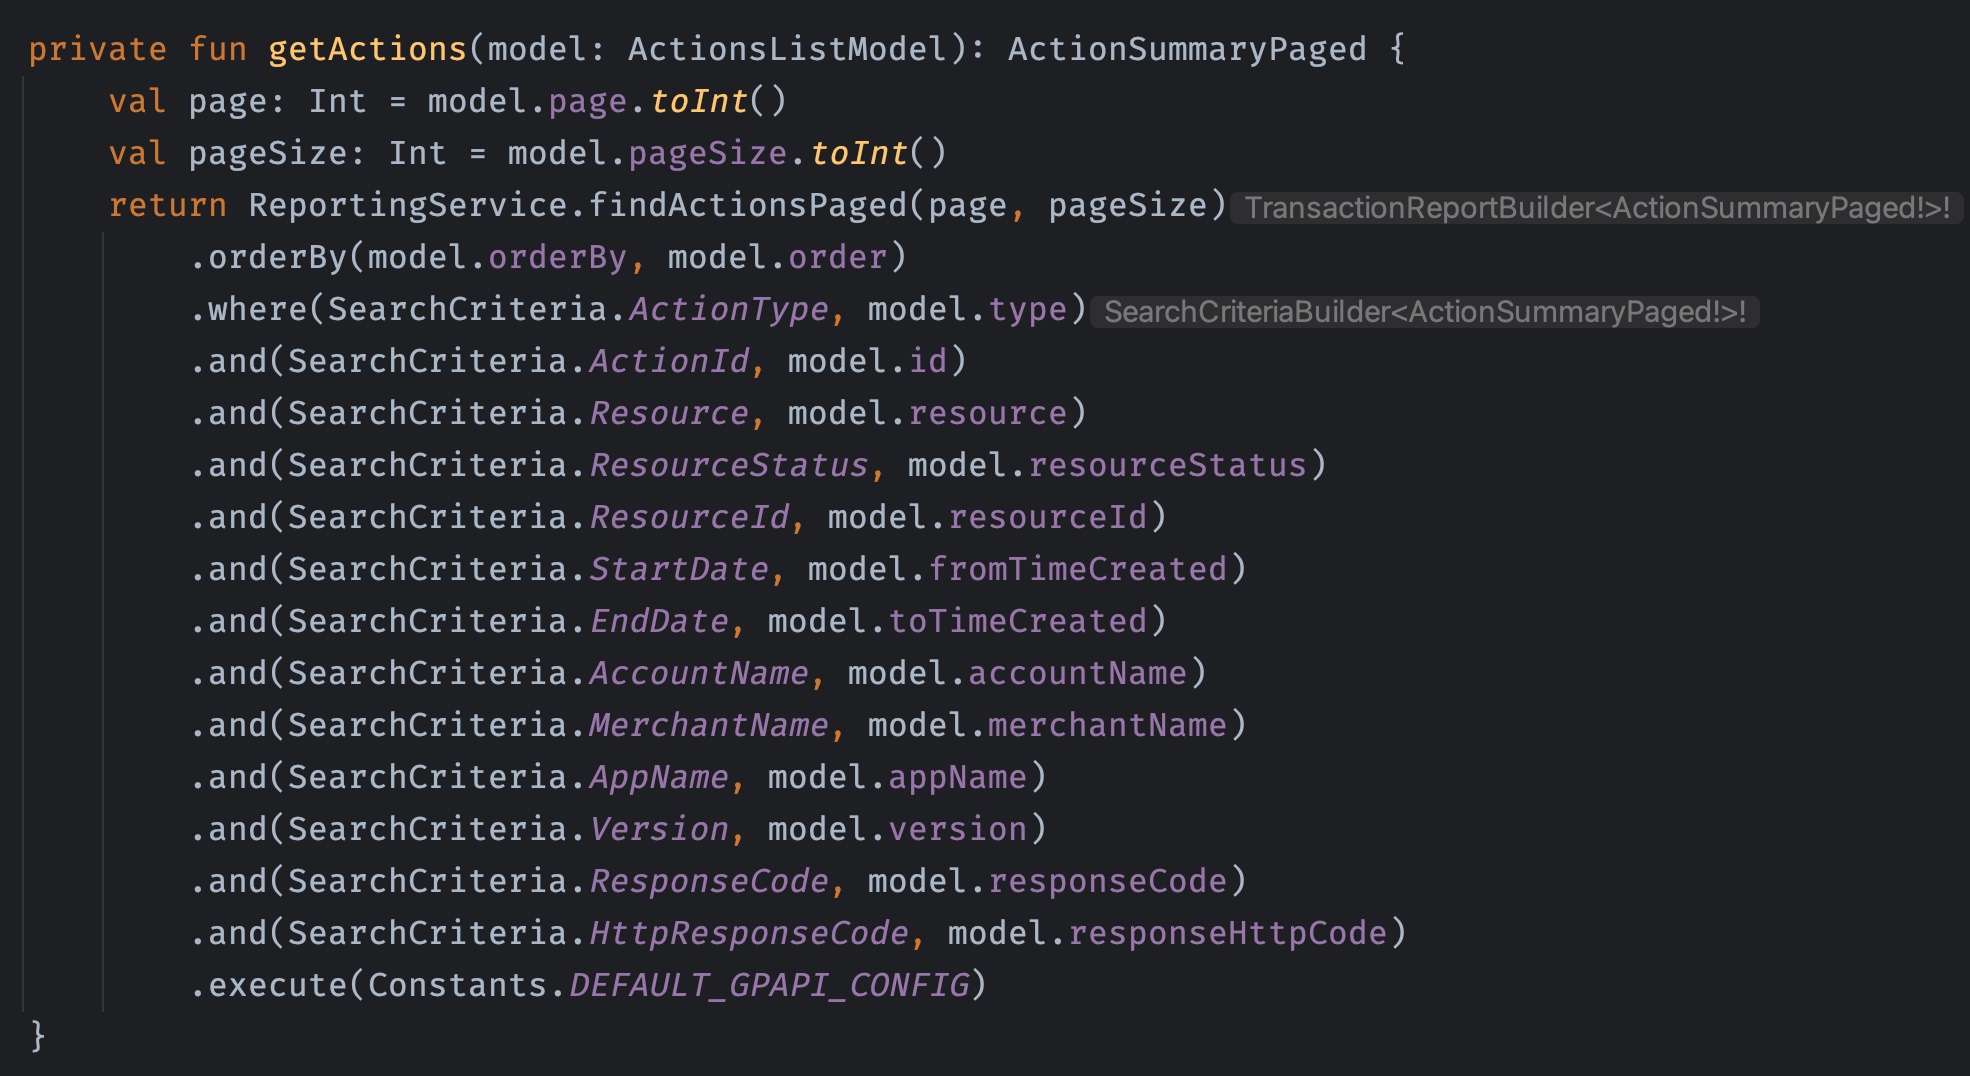 private fun getActions(model: ActionsListModel): ActionSummaryPaged {
    val page: Int = model.page.toInt()
    val pageSize: Int = model.pageSize.toInt()
    return ReportingService.findActionsPaged(page, pageSize) TransactionReportBuilder<ActionSummaryPaged!>!
        .orderBy(model.orderBy, model.order)
        .where(SearchCriteria.ActionType, model.type) SearchCriteriaBuilder<ActionSummaryPaged!>!
        .and(SearchCriteria.ActionId, model.id)
        .and(SearchCriteria.Resource, model.resource)
        .and(SearchCriteria.ResourceStatus, model.resourceStatus)
        .and(SearchCriteria.ResourceId, model.resourceId)
        .and(SearchCriteria.StartDate, model.fromTimeCreated)
        .and(SearchCriteria.EndDate, model.toTimeCreated)
        .and(SearchCriteria.AccountName, model.accountName)
        .and(SearchCriteria.MerchantName, model.merchantName)
        .and(SearchCriteria.AppName, model.appName)
        .and(SearchCriteria.Version, model.version)
        .and(SearchCriteria.ResponseCode, model.responseCode)
        .and(SearchCriteria.HttpResponseCode, model.responseHttpCode)
        .execute(Constants.DEFAULT_GPAPI_CONFIG)
}